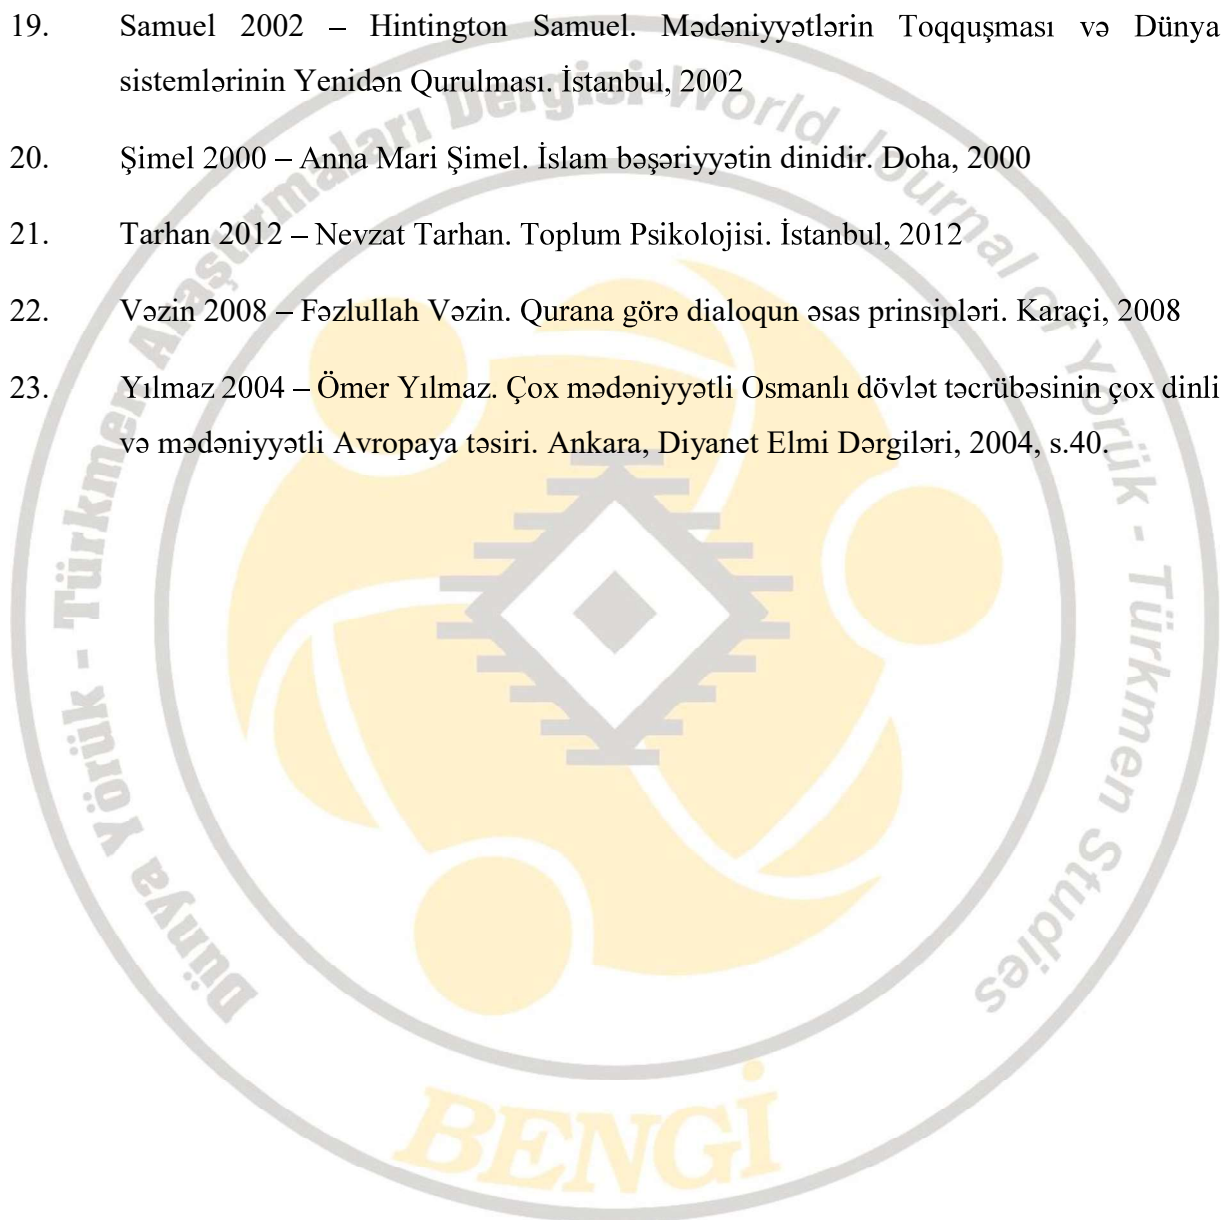 19. Samuel 2002 – Hintington Samuel. Mədəniyyətlərin Toqquşması və Dünya
sistemlərinin Yenidən Qurulması. İstanbul, 2002
20. Şimel 2000 – Anna Mari Şimel. İslam bəşəriyyətin dinidir. Doha, 2000
21. Tarhan 2012 – Nevzat Tarhan. Toplum Psikolojisi. İstanbul, 2012
22. Vəzin 2008 – Fəzlullah Vəzin. Qurana görə dialoqun əsas prinsipləri. Karaçi, 2008
23. Yılmaz 2004 – Ömer Yılmaz. Çox mədəniyyətli Osmanlı dövlət təcrübəsinin çox dinli
və mədəniyyətli Avropaya təsiri. Ankara, Diyanet Elmi Dərgiləri, 2004, s.40.
Dünya Yörük - Türkmen Araştırmaları Dergisi - World Journal of Yörük - Türkmen Studies
BENGİ